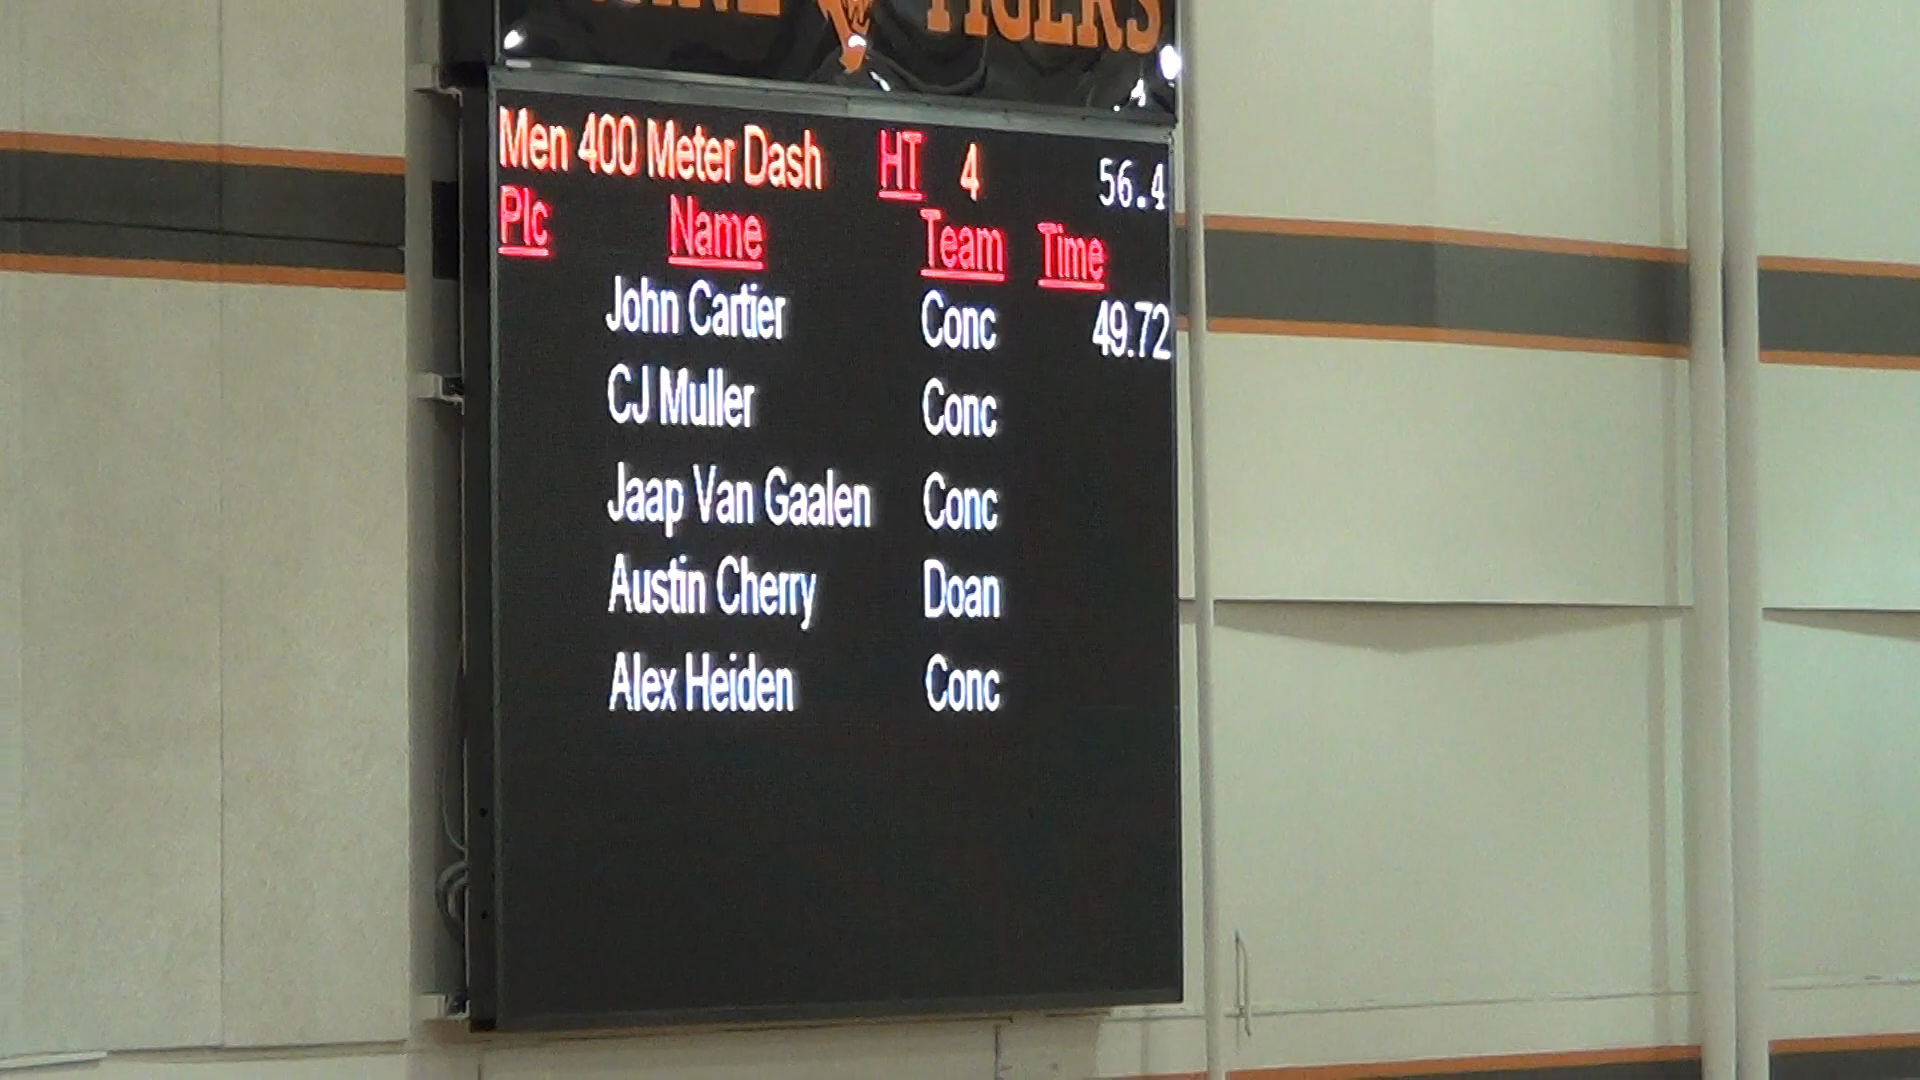 TIGERS
Men 400 Meter Dash HT 4 56.4
Plc Name Team Time
John Cartier Conc 49.72
CJ Muller Conc
Jaap Van Gaalen Conc
Austin Cherry Doan
Alex Heiden Conc